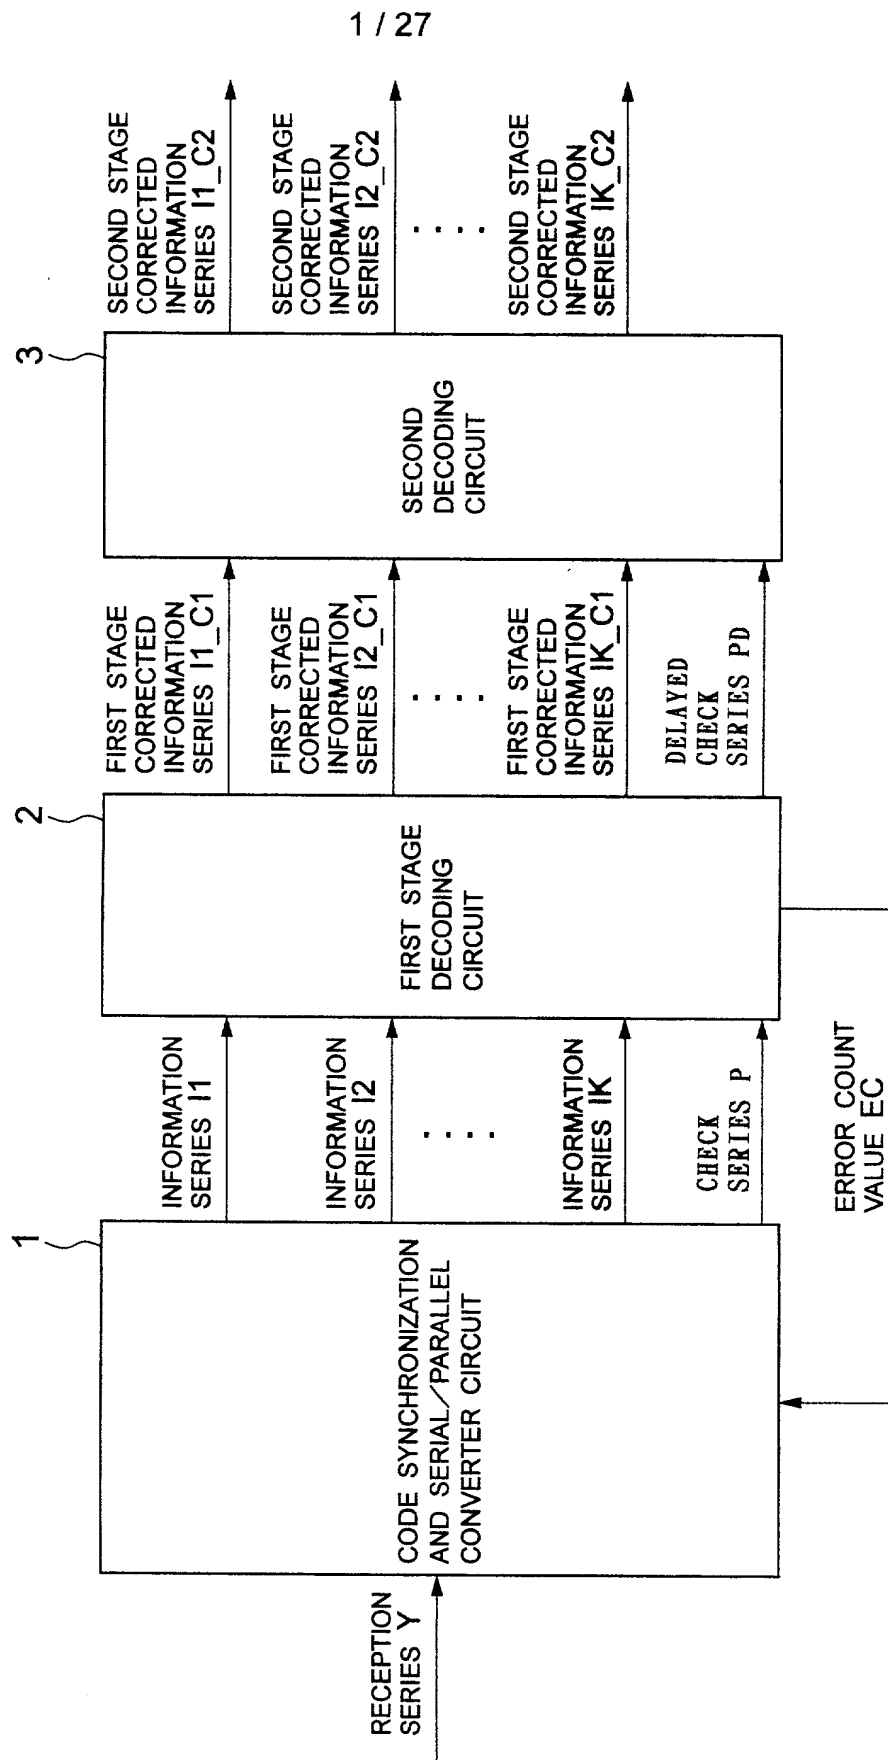 1 / 27
RECEPTION
SERIES Y
1
CODE SYNCHRONIZATION
AND SERIAL/PARALLEL
CONVERTER CIRCUIT
INFORMATION
SERIES I1
INFORMATION
SERIES I2
....
INFORMATION
SERIES IK
CHECK
SERIES P
ERROR COUNT
VALUE EC
2
FIRST STAGE
DECODING
CIRCUIT
FIRST STAGE
CORRECTED
INFORMATION
SERIES I1_C1
FIRST STAGE
CORRECTED
INFORMATION
SERIES I2_C1
....
FIRST STAGE
CORRECTED
INFORMATION
SERIES IK_C1
DELAYED
CHECK
SERIES PD
3
SECOND
DECODING
CIRCUIT
SECOND STAGE
CORRECTED
INFORMATION
SERIES I1_C2
SECOND STAGE
CORRECTED
INFORMATION
SERIES I2_C2
....
SECOND STAGE
CORRECTED
INFORMATION
SERIES IK_C2